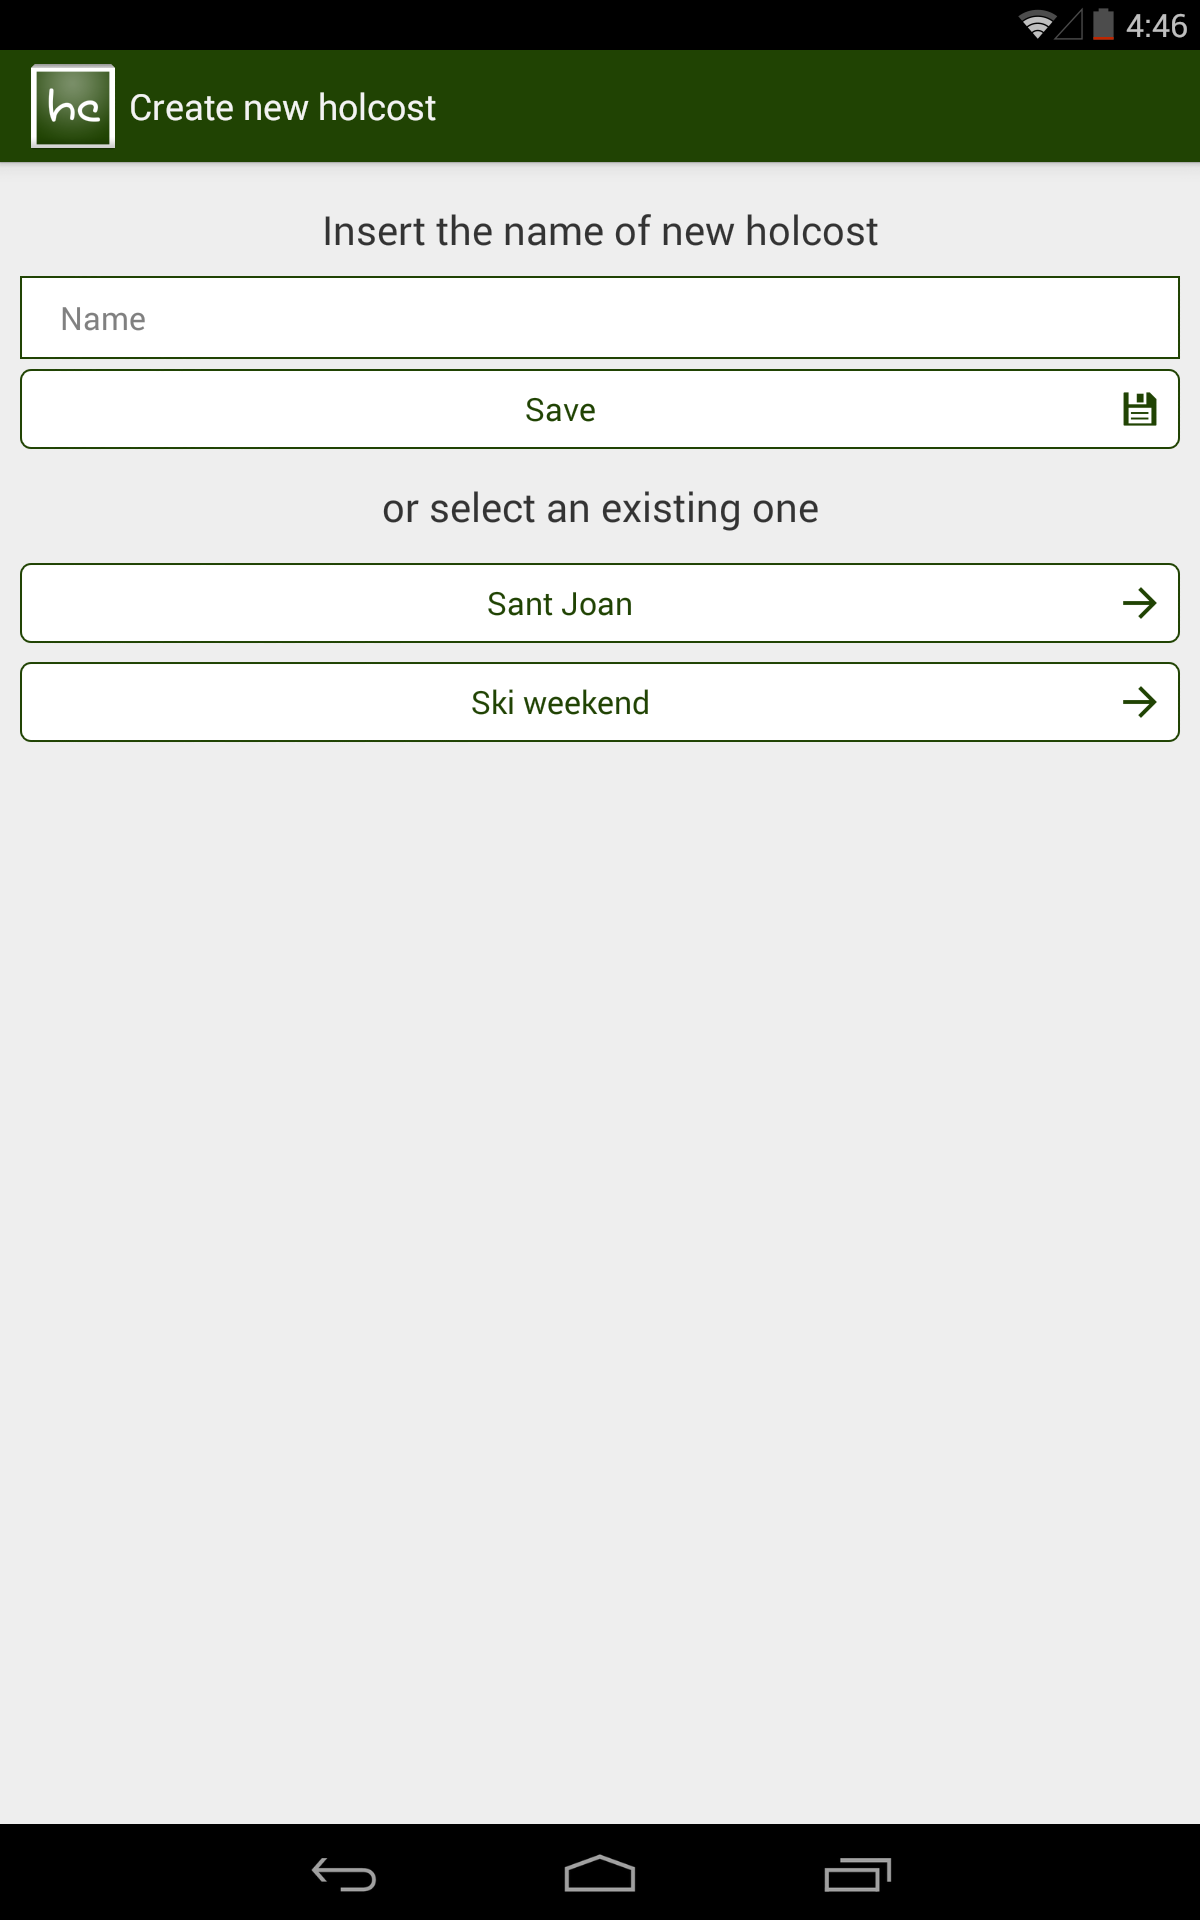 4:46
hc Create new holcost
Insert the name of new holcost
Name
Save
or select an existing one
Sant Joan
Ski weekend